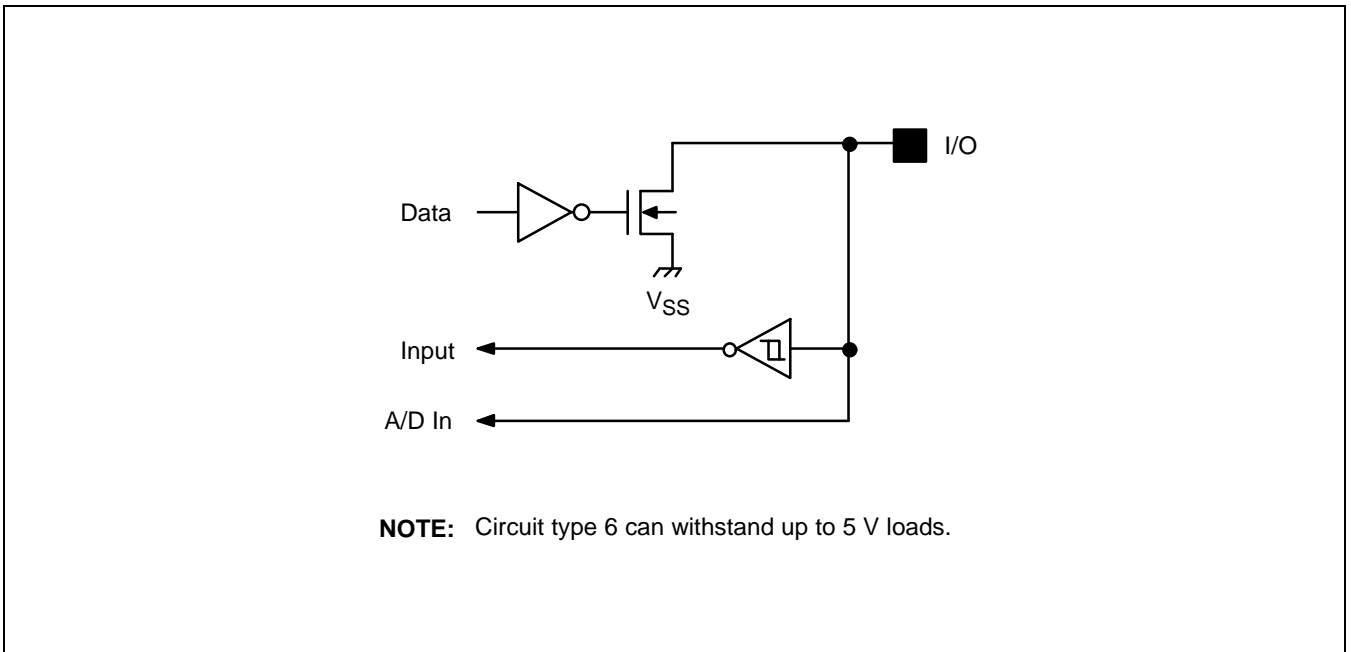 I/O
Data
VSS
Input
A/D In
NOTE: Circuit type 6 can withstand up to 5 V loads.